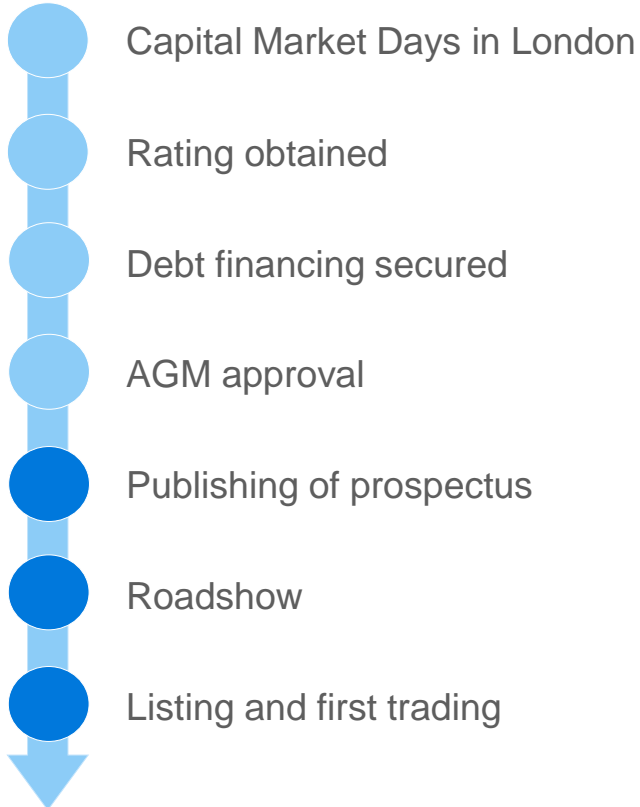 Capital Market Days in London
Rating obtained
Debt financing secured
AGM approval
Publishing of prospectus
Roadshow
Listing and first trading